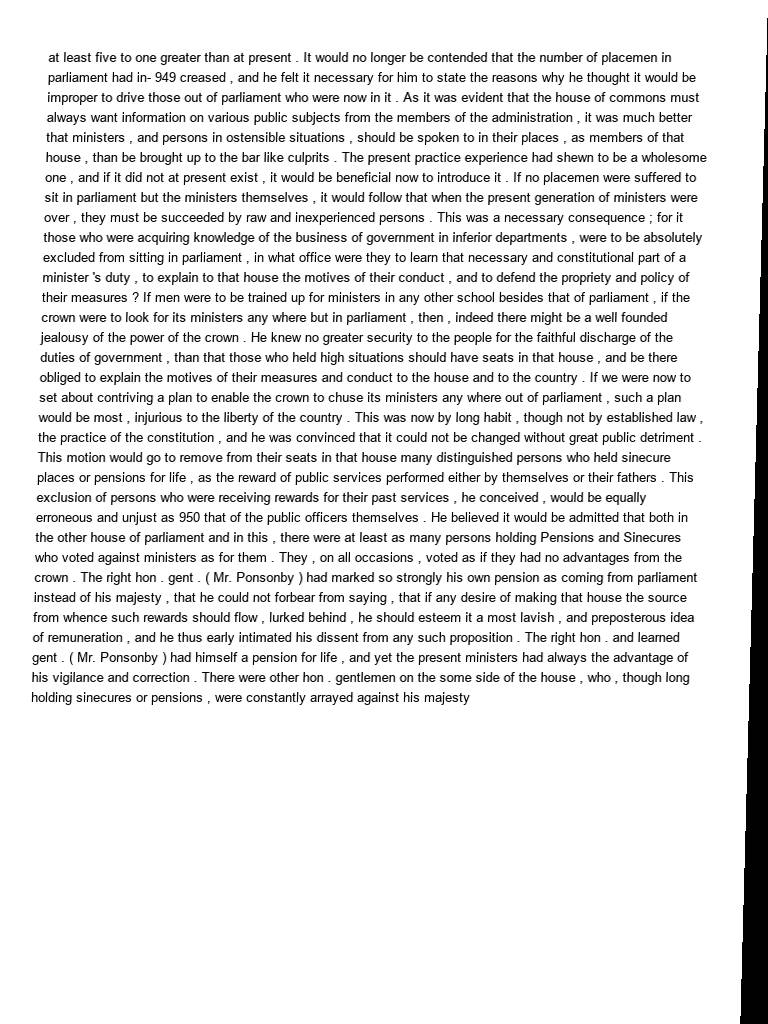 at least five to one greater than at present . It would no longer be contended that the number of placemen in
parliament had in- 949 creased , and he felt it necessary for him to state the reasons why he thought it would be
improper to drive those out of parliament who were now in it . As it was evident that the house of commons must
always want information on various public subjects from the members of the administration , it was much better
that ministers , and persons in ostensible situations , should be spoken to in their places , as members of that
house , than be brought up to the bar like culprits . The present practice experience had shewn to be a wholesome
one , and if it did not at present exist , it would be beneficial now to introduce it . If no placemen were suffered to
sit in parliament but the ministers themselves , it would follow that when the present generation of ministers were
over , they must be succeeded by raw and inexperienced persons . This was a necessary consequence ; for it
those who were acquiring knowledge of the business of government in inferior departments , were to be absolutely
excluded from sitting in parliament , in what office were they to learn that necessary and constitutional part of a
minister 's duty , to explain to that house the motives of their conduct , and to defend the propriety and policy of
their measures ? If men were to be trained up for ministers in any other school besides that of parliament , if the
crown were to look for its ministers any where but in parliament , then , indeed there might be a well founded
jealousy of the power of the crown . He knew no greater security to the people for the faithful discharge of the
duties of government , than that those who held high situations should have seats in that house , and be there
obliged to explain the motives of their measures and conduct to the house and to the country . If we were now to
set about contriving a plan to enable the crown to chuse its ministers any where out of parliament , such a plan
would be most , injurious to the liberty of the country . This was now by long habit , though not by established law ,
the practice of the constitution , and he was convinced that it could not be changed without great public detriment .
This motion would go to remove from their seats in that house many distinguished persons who held sinecure
places or pensions for life , as the reward of public services performed either by themselves or their fathers . This
exclusion of persons who were receiving rewards for their past services , he conceived , would be equally
erroneous and unjust as 950 that of the public officers themselves . He believed it would be admitted that both in
the other house of parliament and in this , there were at least as many persons holding Pensions and Sinecures
who voted against ministers as for them . They , on all occasions , voted as if they had no advantages from the
crown . The right hon . gent . ( Mr. Ponsonby ) had marked so strongly his own pension as coming from parliament
instead of his majesty , that he could not forbear from saying , that if any desire of making that house the source
from whence such rewards should flow , lurked behind , he should esteem it a most lavish , and preposterous idea
of remuneration , and he thus early intimated his dissent from any such proposition . The right hon . and learned
gent . ( Mr. Ponsonby ) had himself a pension for life , and yet the present ministers had always the advantage of
his vigilance and correction . There were other hon . gentlemen on the some side of the house , who , though long
holding sinecures or pensions , were constantly arrayed against his majesty